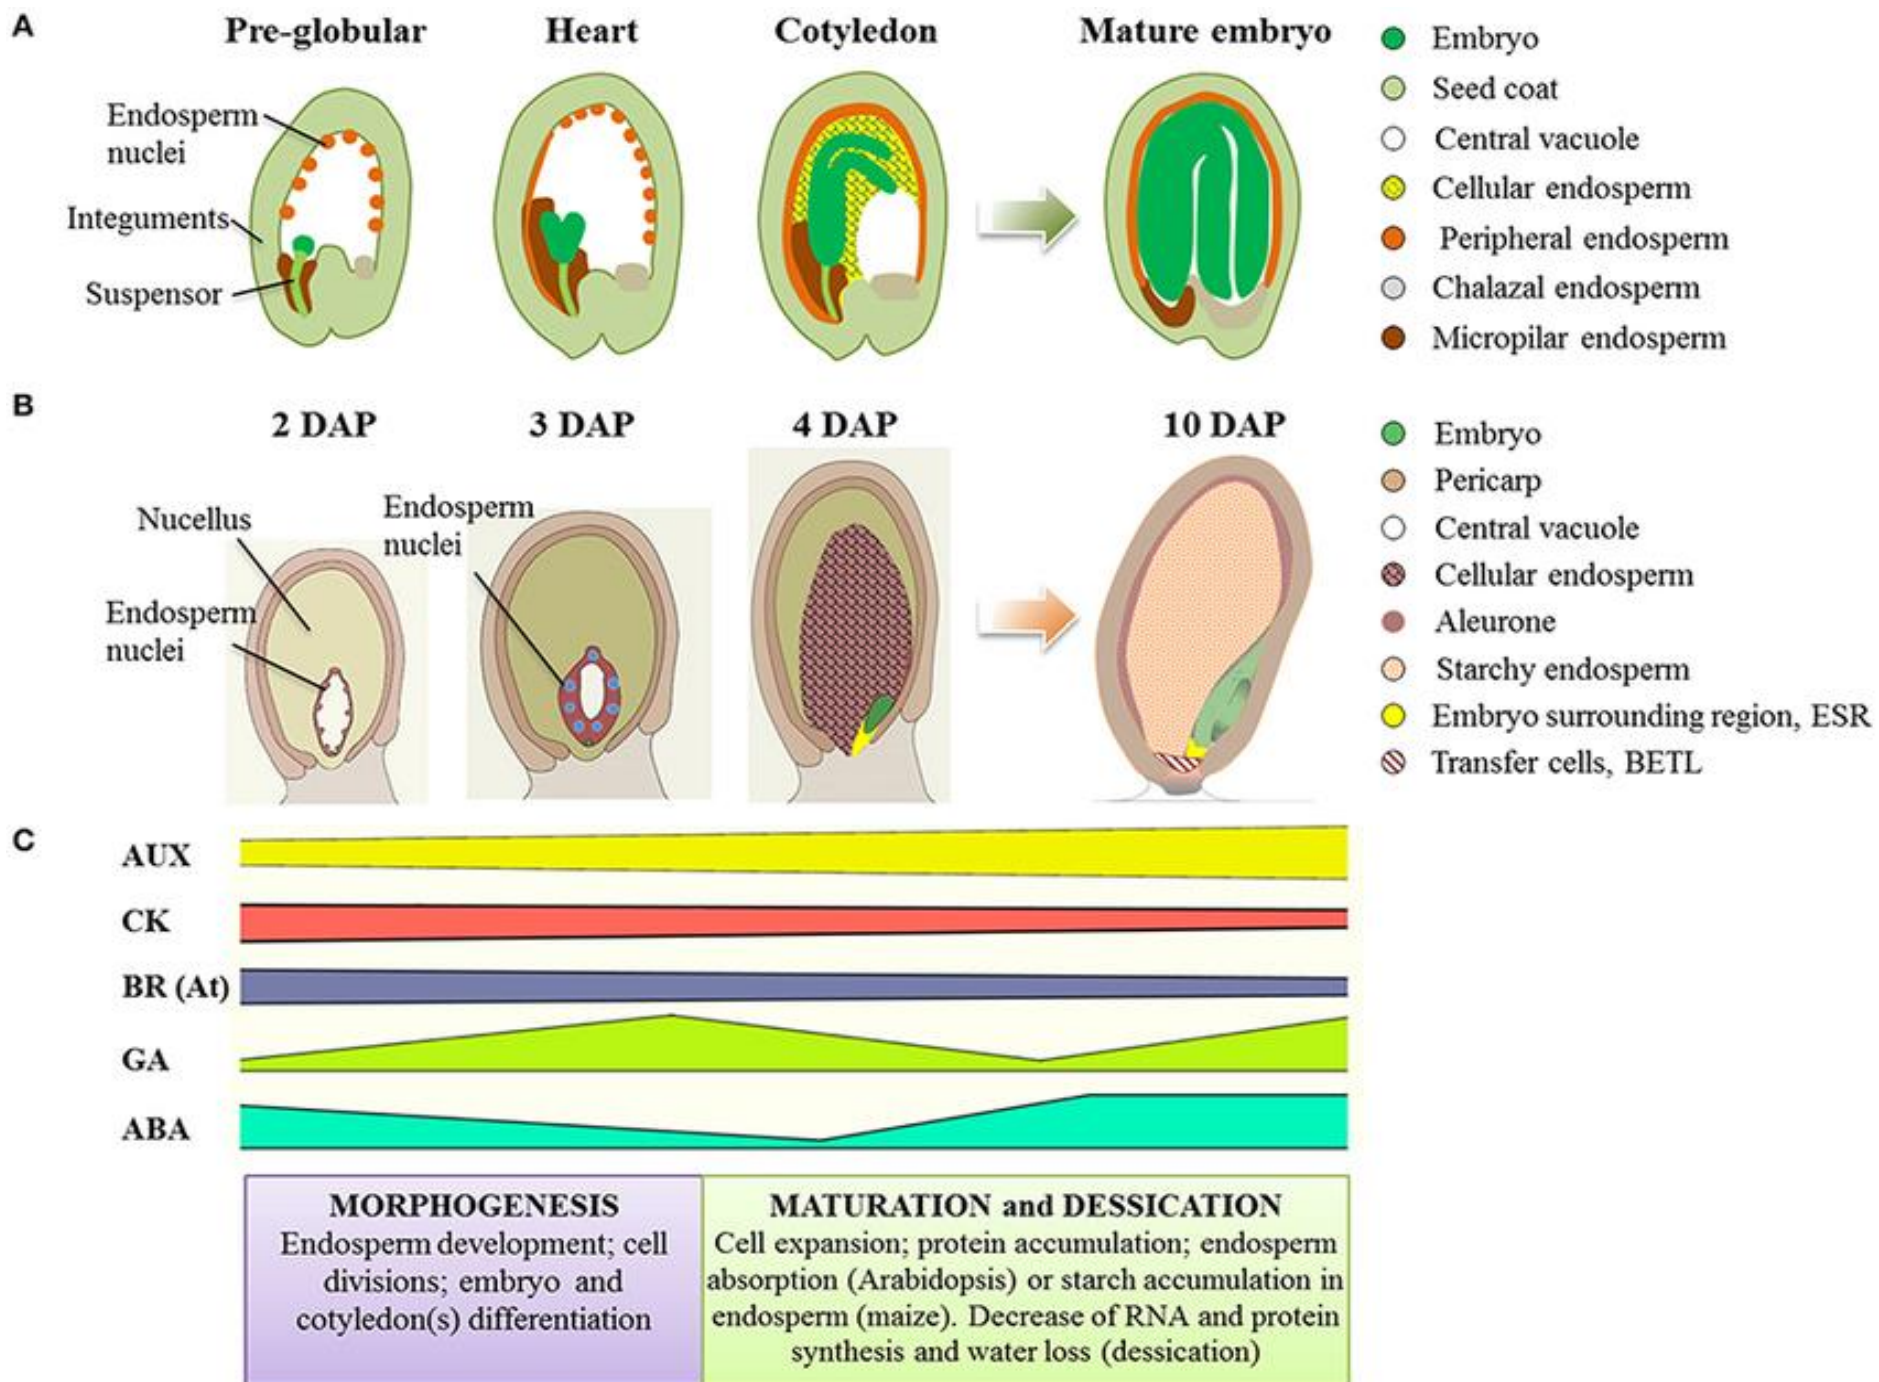 A
Pre-globular
Heart
Cotyledon
Mature embryo
Endosperm
nuclei
Integuments
Suspensor
Embryo
Seed coat
Central vacuole
Cellular endosperm
Peripheral endosperm
Chalazal endosperm
Micropilar endosperm
B
2 DAP
3 DAP
4 DAP
10 DAP
Nucellus
Endosperm
nuclei
Endosperm
nuclei
Embryo
Pericarp
Central vacuole
Cellular endosperm
Aleurone
Starchy endosperm
Embryo surrounding region, ESR
Transfer cells, BETL
C
AUX
CK
BR (At)
GA
ABA
MORPHOGENESIS
Endosperm development; cell
divisions; embryo and
cotyledon(s) differentiation
MATURATION and DESSICATION
Cell expansion; protein accumulation; endosperm
absorption (Arabidopsis) or starch accumulation in
endosperm (maize). Decrease of RNA and protein
synthesis and water loss (dessication)